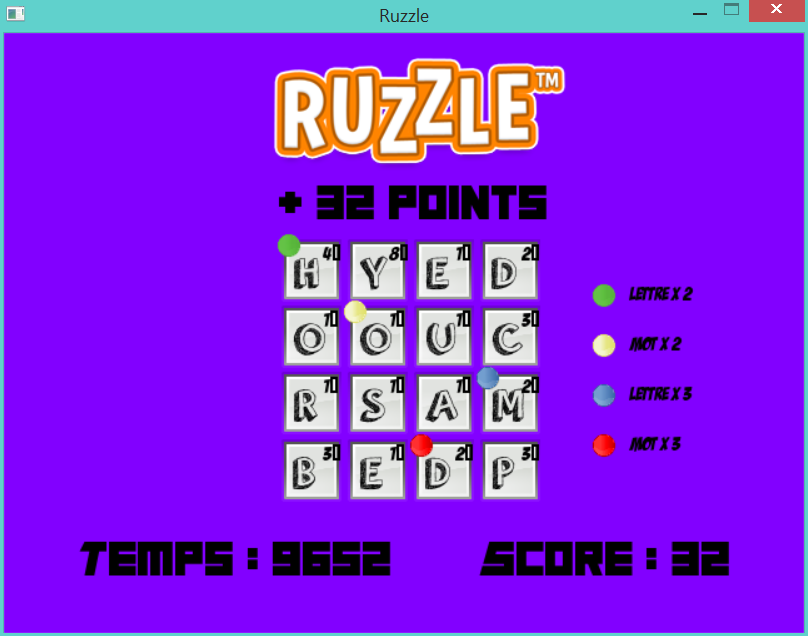 Ruzzle
RUZZLE™
+ 32 POINTS
H 4 Y 8 E 1 D 2
O 1 O 1 U 1 C 3
R 1 S 1 A 1 M 2
B 3 E 1 D 2 P 3
LETTRE X 2
MOT X 2
LETTRE X 3
MOT X 3
TEMPS : 9652 SCORE : 32